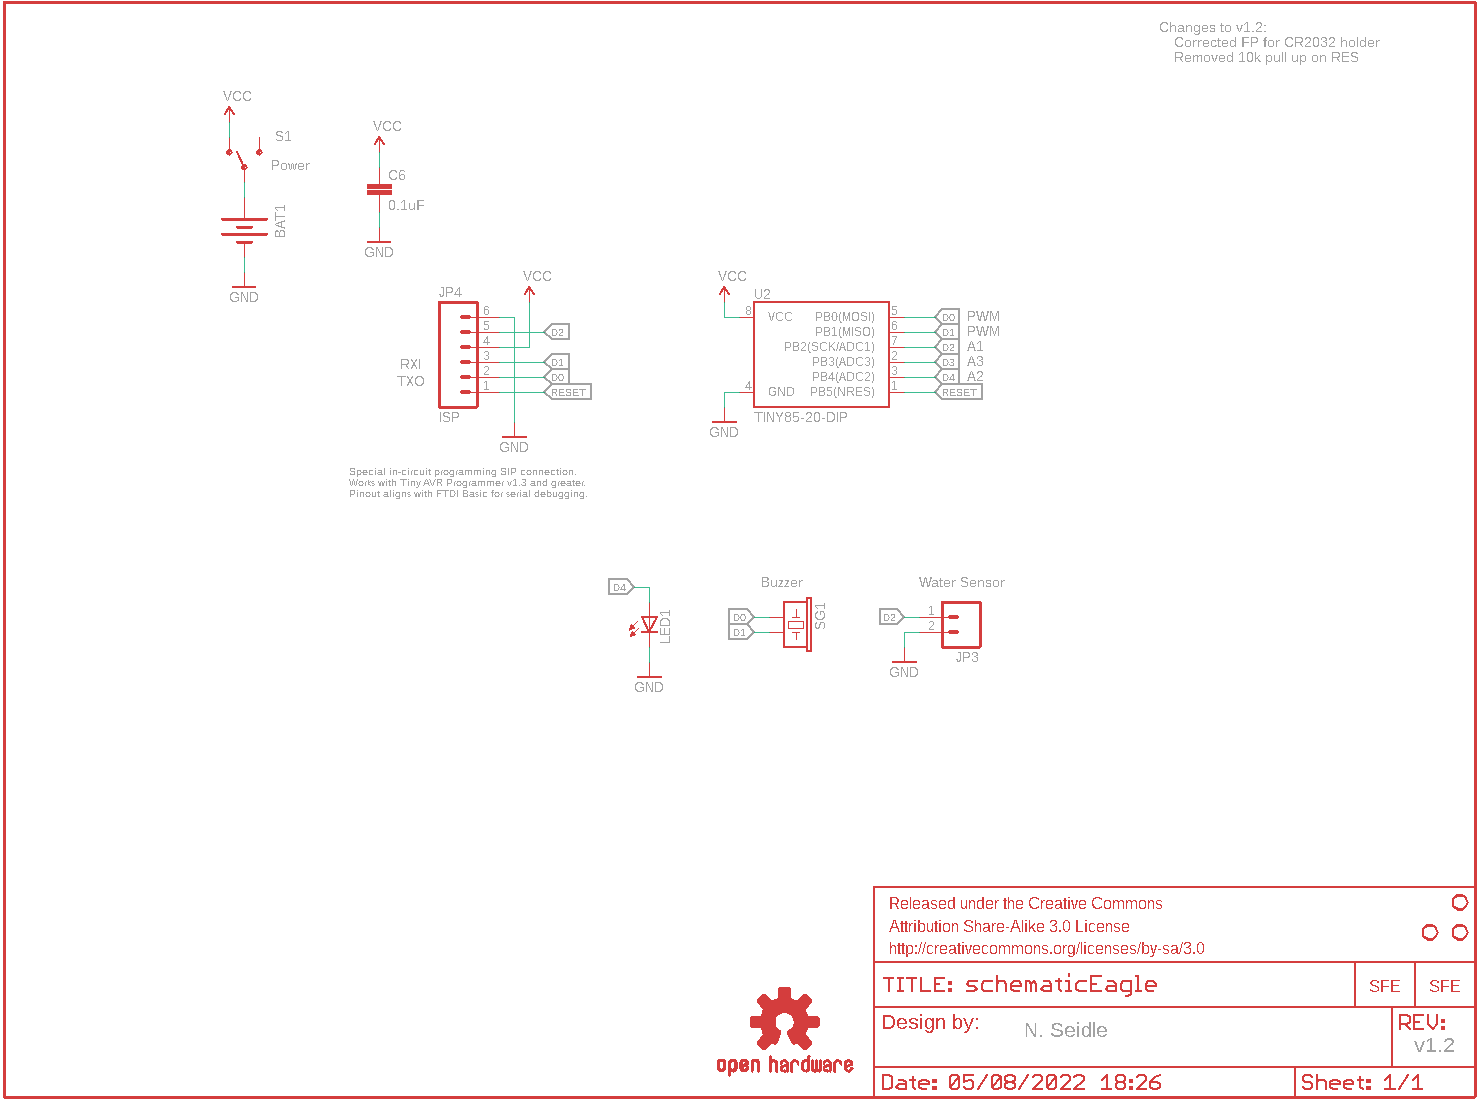 Changes to v1.2:
Corrected FP for CR2032 holder
Removed 10k pull up on RES
VCC
S1
Power
BAT1
GND
VCC
C6
0.1uF
GND
VCC
JP4
6
5
4
3
2
1
D2
D1
D0
RESET
RXI
TXO
ISP
GND
Special in-circuit programming SIP connection.
Works with Tiny AVR Programmer v1.3 and greater.
Pinout aligns with FTDI Basic for serial debugging.
VCC
U2
8 VCC PB0(MOSI) 5 D0 PWM
PB1(MISO) 6 D1 PWM
PB2(SCK/ADC1) 7 D2 A1
PB3(ADC3) 2 D3 A3
PB4(ADC2) 3 D4 A2
4 GND PB5(NRES) 1 RESET
TINY85-20-DIP
GND
D4
LED1
GND
Buzzer
D0
D1
SG1
Water Sensor
D2
1
2
JP3
GND
Released under the Creative Commons
Attribution Share-Alike 3.0 License
http://creativecommons.org/licenses/by-sa/3.0
TITLE: schematicEagle
SFE SFE
Design by: N. Seidle
REV:
v1.2
Date: 05/08/2022 18:26
Sheet: 1/1
open hardware